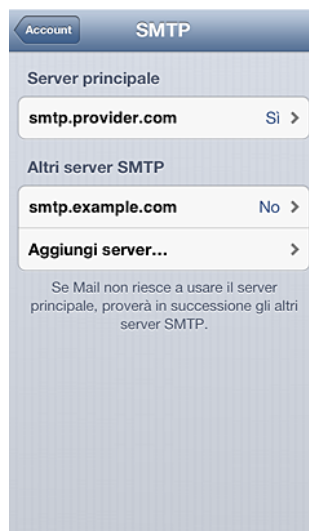 Account
SMTP
Server principale
smtp.provider.com Sì
Altri server SMTP
smtp.example.com No
Aggiungi server...
Se Mail non riesce a usare il server
principale, proverà in successione gli altri
server SMTP.